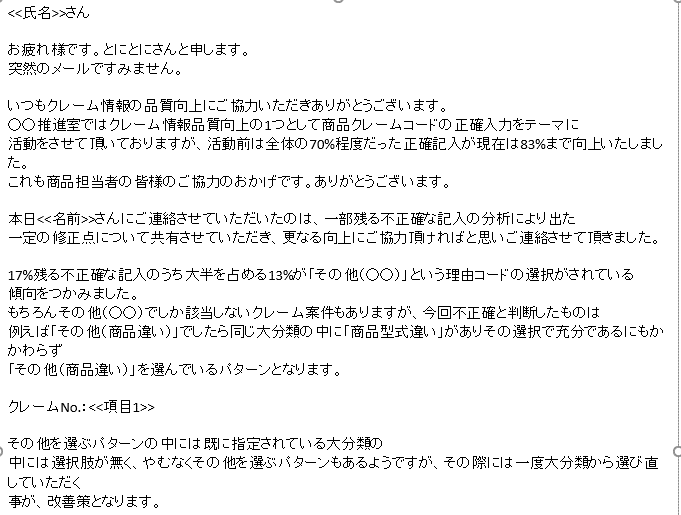 <<氏名>>さん
お疲れ様です。とにとにさんと申します。
突然のメールですみません。
いつもクレーム情報の品質向上にご協力いただきありがとうございます。
〇〇推進室ではクレーム情報品質向上の1つとして商品クレームコードの正確入力をテーマに
活動をさせて頂いておりますが、活動前は全体の70%程度だった正確記入が現在は83%まで向上いたしまし
た。
これも商品担当者の皆様のご協力のおかげです。ありがとうございます。
本日<<名前>>さんにご連絡させていただいたのは、一部残る不正確な記入の分析により出た
一定の修正点について共有させていただき、更なる向上にご協力頂ければと思いご連絡させて頂きました。
17%残る不正確な記入のうち大半を占める13%が「その他(〇〇)」という理由コードの選択がされている
傾向をつかみました。
もちろんその他(〇〇)でしか該当しないクレーム案件もありますが、今回不正確と判断したものは
例えば「その他(商品違い)」でしたら同じ大分類の中に「商品型式違い」がありその選択で充分であるにもか
かわらず
「その他(商品違い)」を選んでいるパターンとなります。
クレームNo.:<<項目1>>
その他を選ぶパターンの中には既に指定されている大分類の
中には選択肢が無く、やむなくその他を選ぶパターンもあるようですが、その際には一度大分類から選び直
していただく
事が、改善策となります。